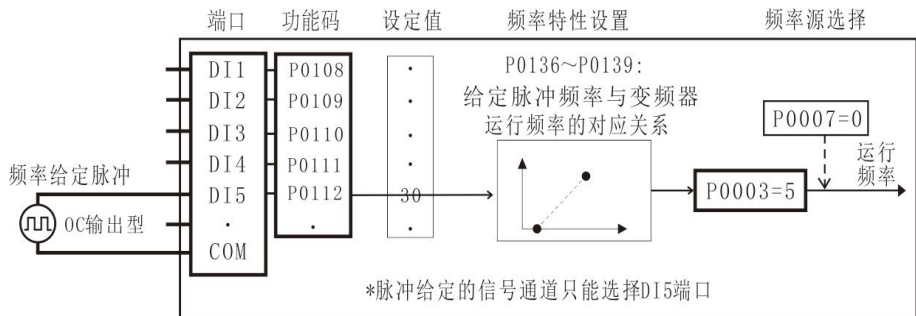 端口 功能码 设定值 频率特性设置 频率源选择
DI1 P0108
DI2 P0109
DI3 P0110
DI4 P0111
DI5 P0112 30
COM
P0136~P0139:
给定脉冲频率与变频器
运行频率的对应关系
P0007=0
P0003=5
运行
频率
频率给定脉冲
OC输出型
*脉冲给定的信号通道只能选择DI5端口